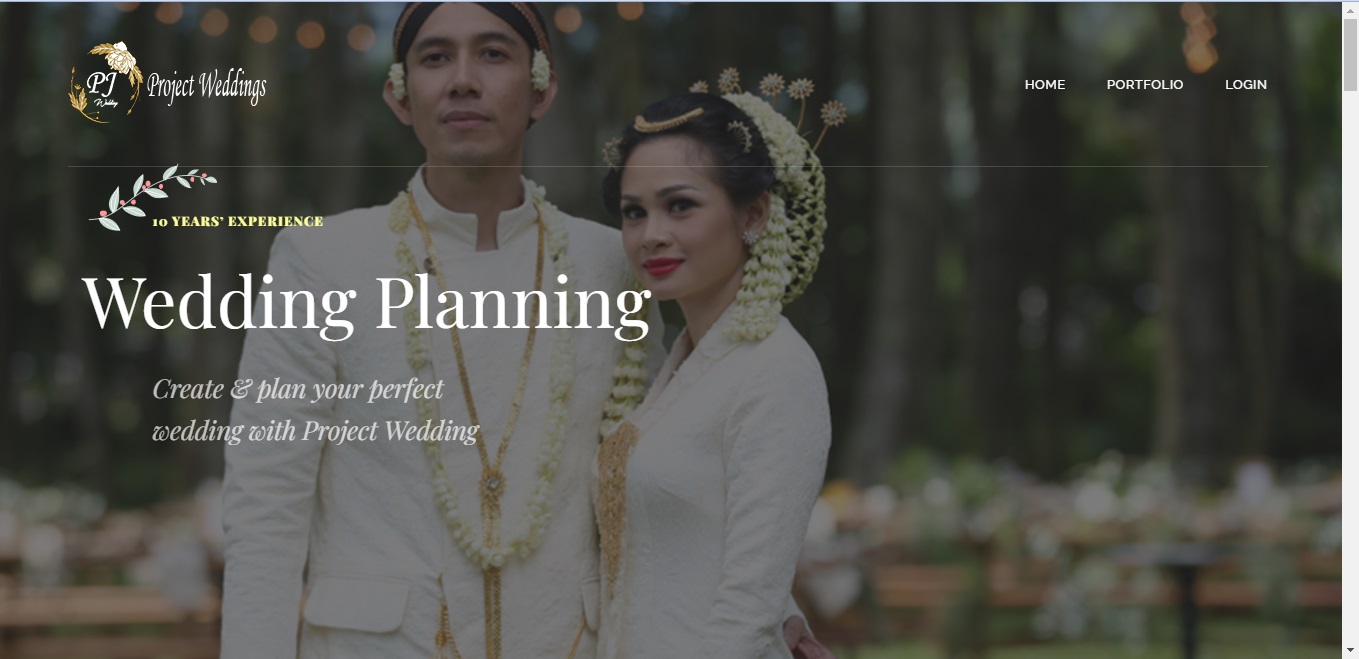 PJ
Wedding
Project Weddings
HOME PORTFOLIO LOGIN
10 YEARS’ EXPERIENCE
Wedding Planning
Create & plan your perfect
wedding with Project Wedding